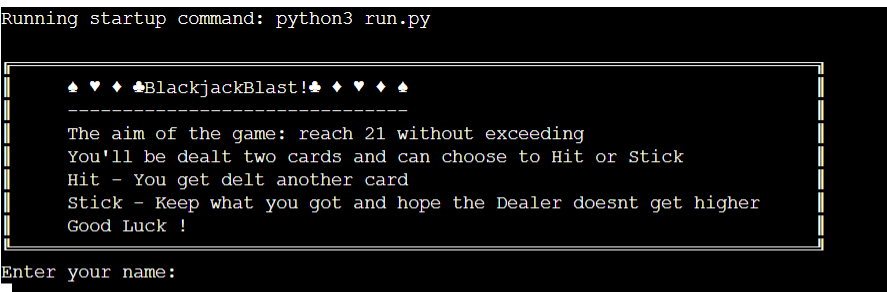 Running startup command: python3 run.py
♠ ♥ ♦ ♣BlackjackBlast!♣ ♦ ♥ ♦ ♠
-------------------------------
The aim of the game: reach 21 without exceeding
You'll be dealt two cards and can choose to Hit or Stick
Hit - You get delt another card
Stick - Keep what you got and hope the Dealer doesnt get higher
Good Luck !
Enter your name: